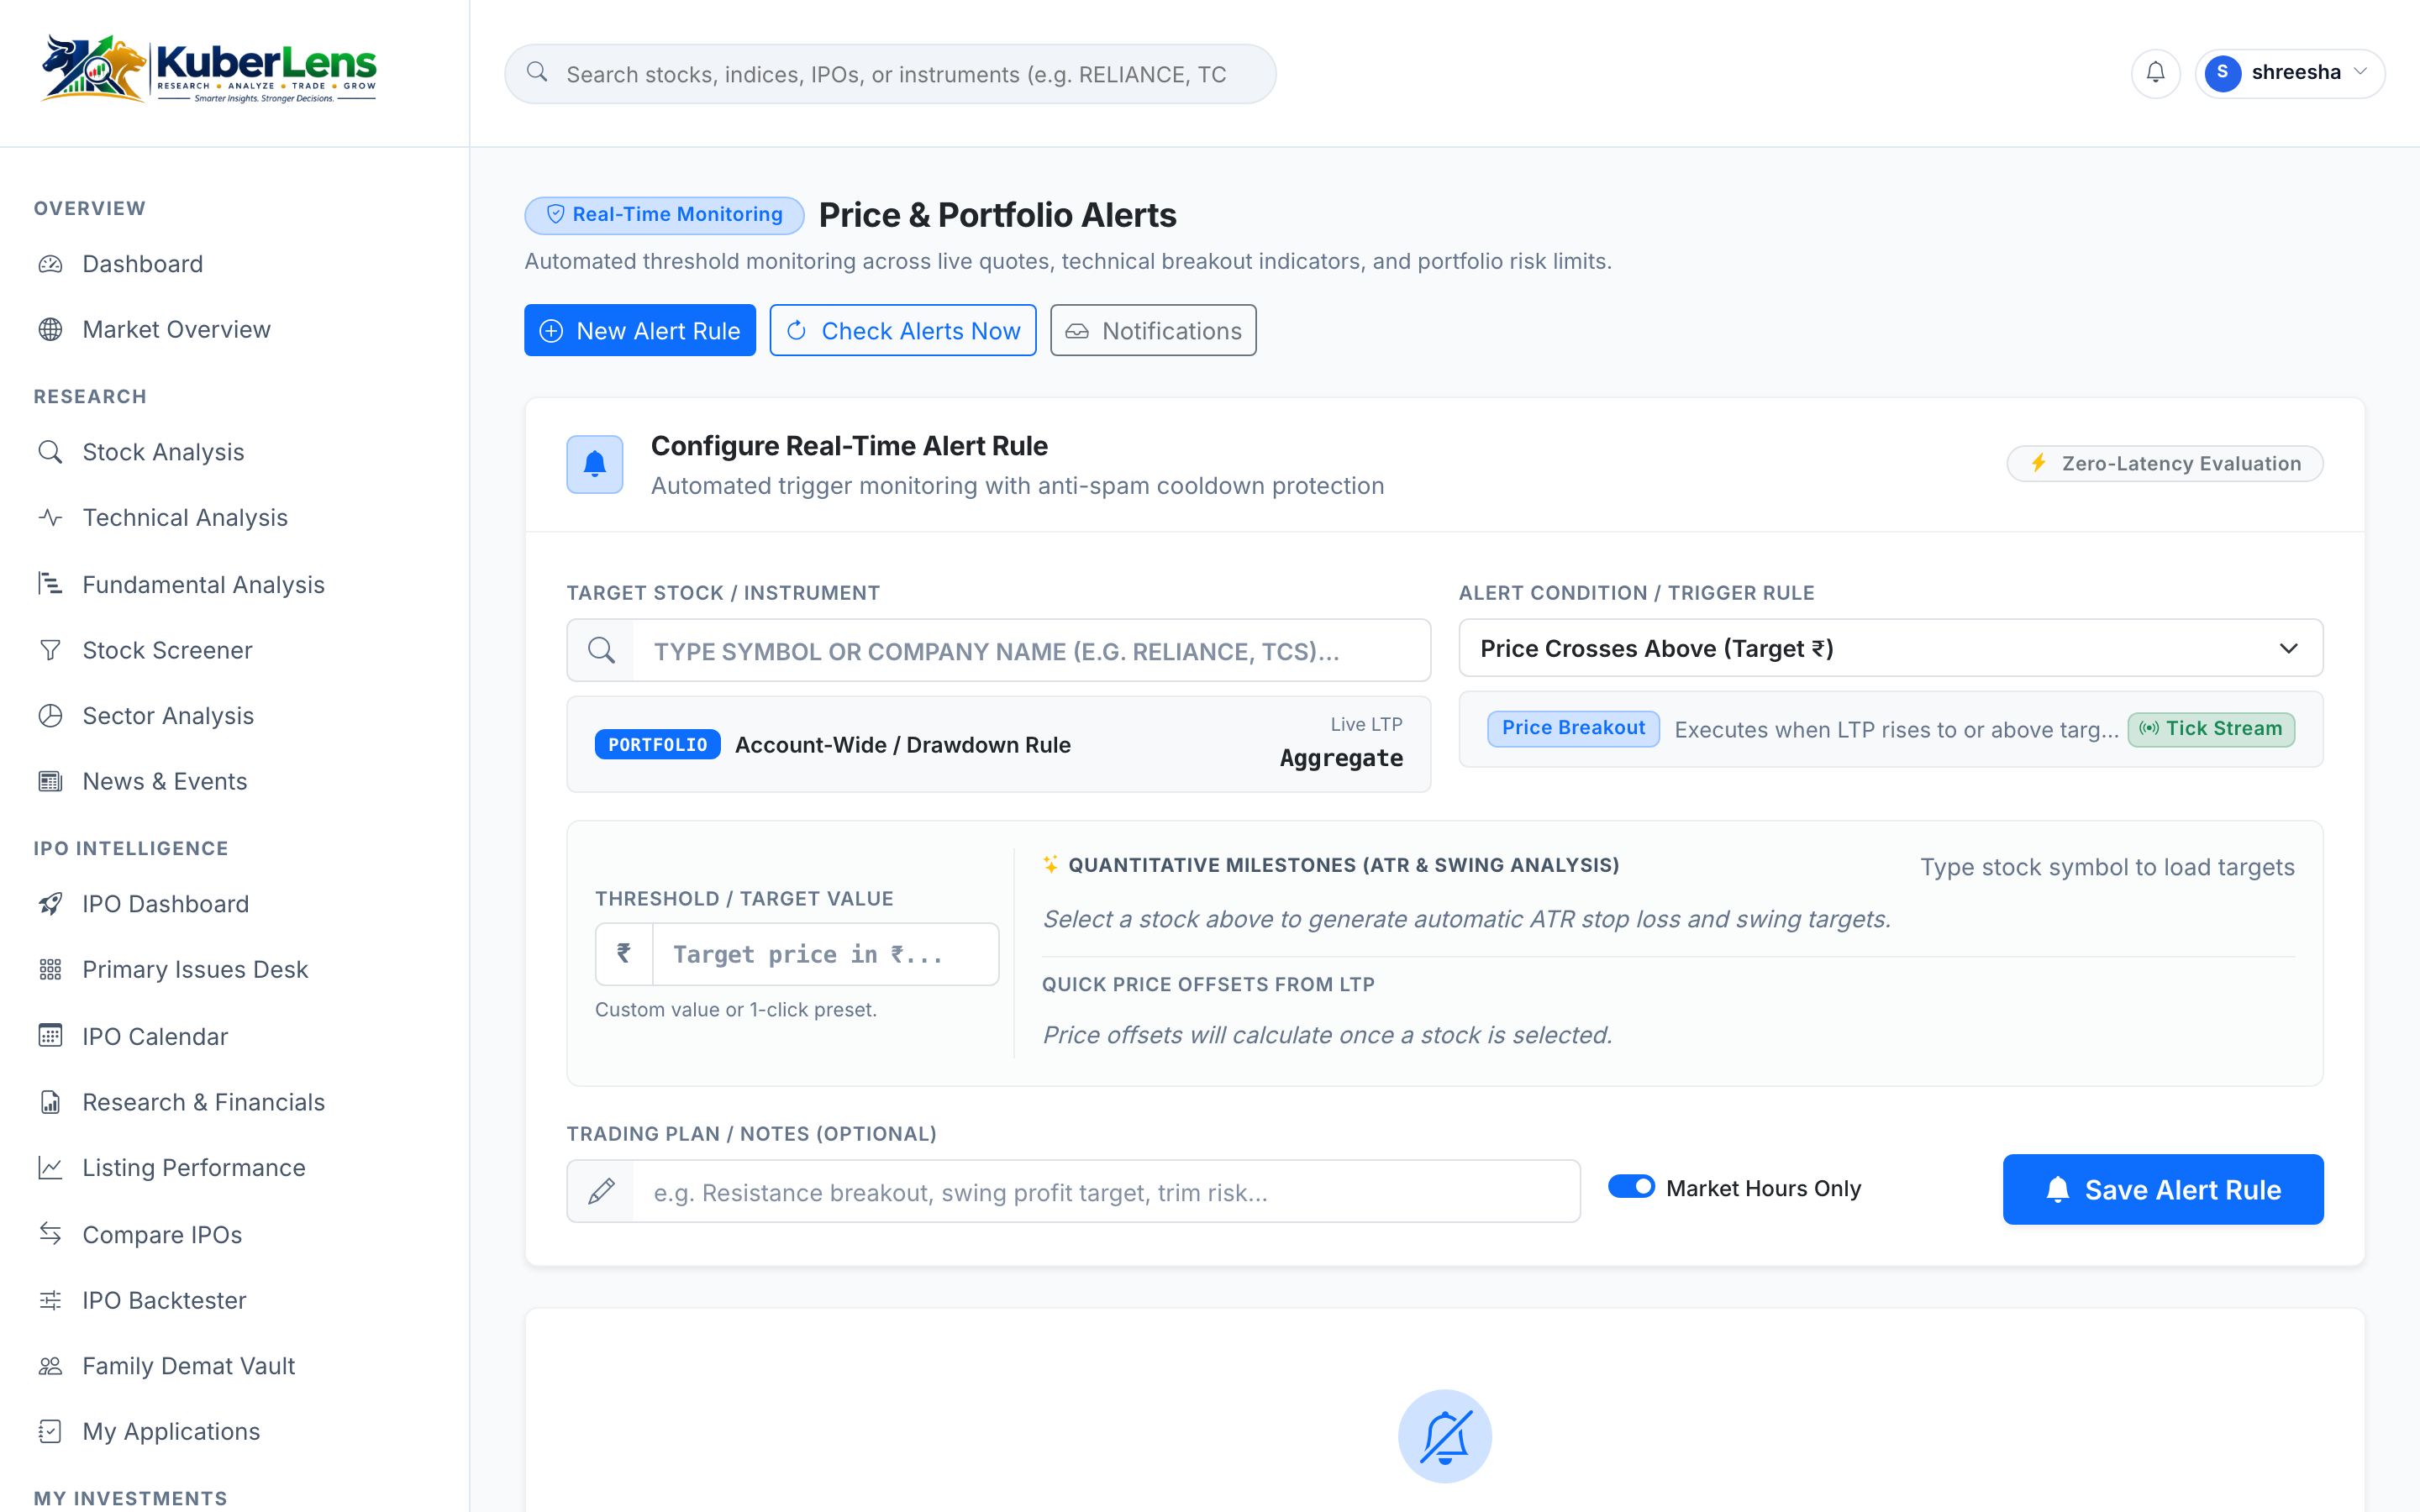 KuberLens
RESEARCH • ANALYZE • TRADE • GROW
Smarter Insights. Stronger Decisions.
Search stocks, indices, IPOs, or instruments (e.g. RELIANCE, TC
S
shreesha
OVERVIEW
Dashboard
Market Overview
RESEARCH
Stock Analysis
Technical Analysis
Fundamental Analysis
Stock Screener
Sector Analysis
News & Events
IPO INTELLIGENCE
IPO Dashboard
Primary Issues Desk
IPO Calendar
Research & Financials
Listing Performance
Compare IPOs
IPO Backtester
Family Demat Vault
My Applications
MY INVESTMENTS
Real-Time Monitoring
Price & Portfolio Alerts
Automated threshold monitoring across live quotes, technical breakout indicators, and portfolio risk limits.
New Alert Rule
Check Alerts Now
Notifications
Configure Real-Time Alert Rule
Automated trigger monitoring with anti-spam cooldown protection
Zero-Latency Evaluation
TARGET STOCK / INSTRUMENT
TYPE SYMBOL OR COMPANY NAME (E.G. RELIANCE, TCS)...
PORTFOLIO
Account-Wide / Drawdown Rule
Live LTP
Aggregate
ALERT CONDITION / TRIGGER RULE
Price Crosses Above (Target ₹)
Price Breakout
Executes when LTP rises to or above targ...
Tick Stream
THRESHOLD / TARGET VALUE
₹
Target price in ₹...
Custom value or 1-click preset.
QUANTITATIVE MILESTONES (ATR & SWING ANALYSIS)
Type stock symbol to load targets
Select a stock above to generate automatic ATR stop loss and swing targets.
QUICK PRICE OFFSETS FROM LTP
Price offsets will calculate once a stock is selected.
TRADING PLAN / NOTES (OPTIONAL)
e.g. Resistance breakout, swing profit target, trim risk...
Market Hours Only
Save Alert Rule